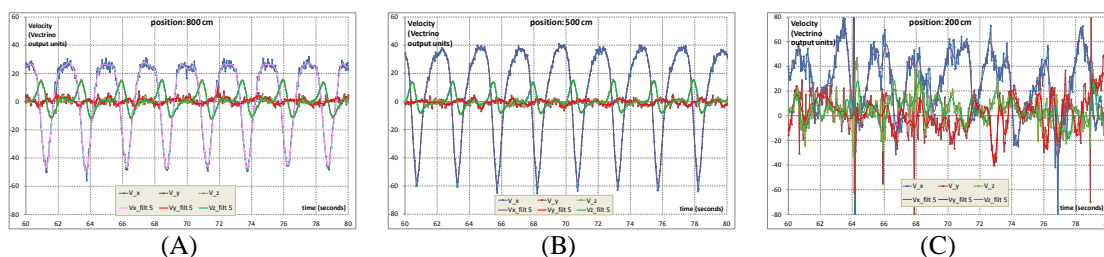 position: 800 cm
Velocity
(Vectrino
output units)
60
40
20
0
-20
-40
-60
-80
V_x V_y V_z
Vx_filt 5 Vy_filt 5 Vz_filt 5
time (seconds)
60 62 64 66 68 70 72 74 76 78 80
(A)
position: 500 cm
Velocity
(Vectrino
output units)
60
40
20
0
-20
-40
-60
-80
V_x V_y V_z
Vx_filt 5 Vy_filt 5 Vz_filt 5
time (seconds)
60 62 64 66 68 70 72 74 76 78 80
(B)
position: 200 cm
Velocity
(Vectrino
output units)
80
60
40
20
0
-20
-40
-60
-80
V_x V_y V_z
Vx_filt 5 Vy_filt 5 Vz_filt 5
time (seconds)
60 62 64 66 68 70 72 74 76 78
(C)